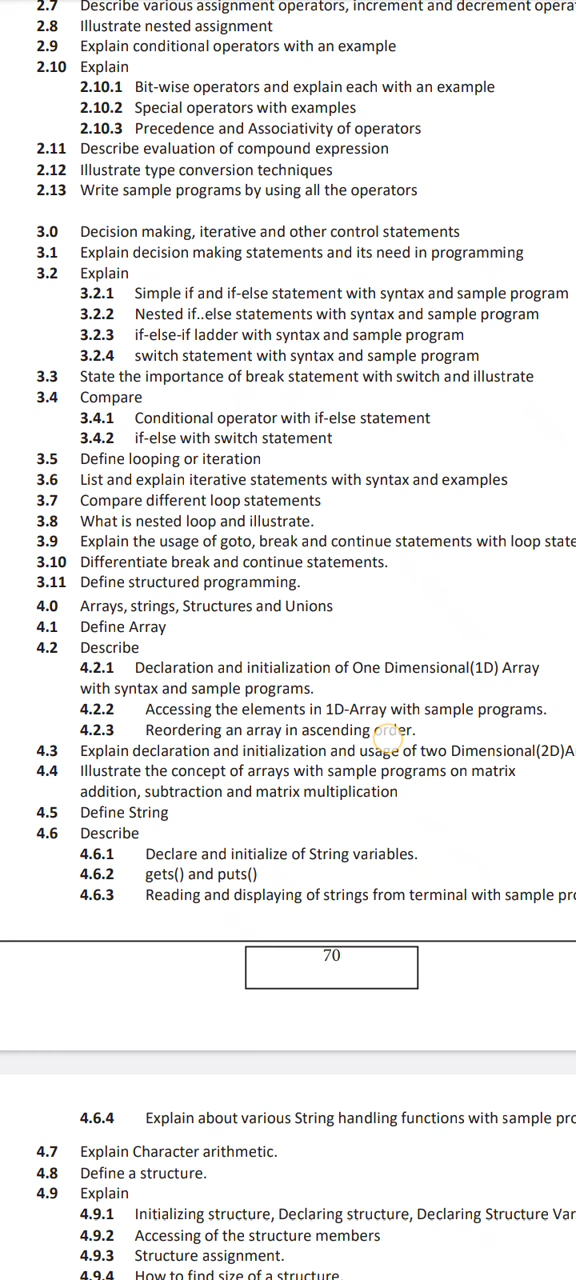 2.7 Describe various assignment operators, increment and decrement opera
2.8 Illustrate nested assignment
2.9 Explain conditional operators with an example
2.10 Explain
2.10.1 Bit-wise operators and explain each with an example
2.10.2 Special operators with examples
2.10.3 Precedence and Associativity of operators
2.11 Describe evaluation of compound expression
2.12 Illustrate type conversion techniques
2.13 Write sample programs by using all the operators
3.0 Decision making, iterative and other control statements
3.1 Explain decision making statements and its need in programming
3.2 Explain
3.2.1 Simple if and if-else statement with syntax and sample program
3.2.2 Nested if..else statements with syntax and sample program
3.2.3 if-else-if ladder with syntax and sample program
3.2.4 switch statement with syntax and sample program
3.3 State the importance of break statement with switch and illustrate
3.4 Compare
3.4.1 Conditional operator with if-else statement
3.4.2 if-else with switch statement
3.5 Define looping or iteration
3.6 List and explain iterative statements with syntax and examples
3.7 Compare different loop statements
3.8 What is nested loop and illustrate.
3.9 Explain the usage of goto, break and continue statements with loop state
3.10 Differentiate break and continue statements.
3.11 Define structured programming.
4.0 Arrays, strings, Structures and Unions
4.1 Define Array
4.2 Describe
4.2.1 Declaration and initialization of One Dimensional(1D) Array
with syntax and sample programs.
4.2.2 Accessing the elements in 1D-Array with sample programs.
4.2.3 Reordering an array in ascending order.
4.3 Explain declaration and initialization and usage of two Dimensional(2D)A
4.4 Illustrate the concept of arrays with sample programs on matrix
addition, subtraction and matrix multiplication
4.5 Define String
4.6 Describe
4.6.1 Declare and initialize of String variables.
4.6.2 gets() and puts()
4.6.3 Reading and displaying of strings from terminal with sample pro
70
4.6.4 Explain about various String handling functions with sample pro
4.7 Explain Character arithmetic.
4.8 Define a structure.
4.9 Explain
4.9.1 Initializing structure, Declaring structure, Declaring Structure Var
4.9.2 Accessing of the structure members
4.9.3 Structure assignment.
4.9.4 How to find size of a structure.